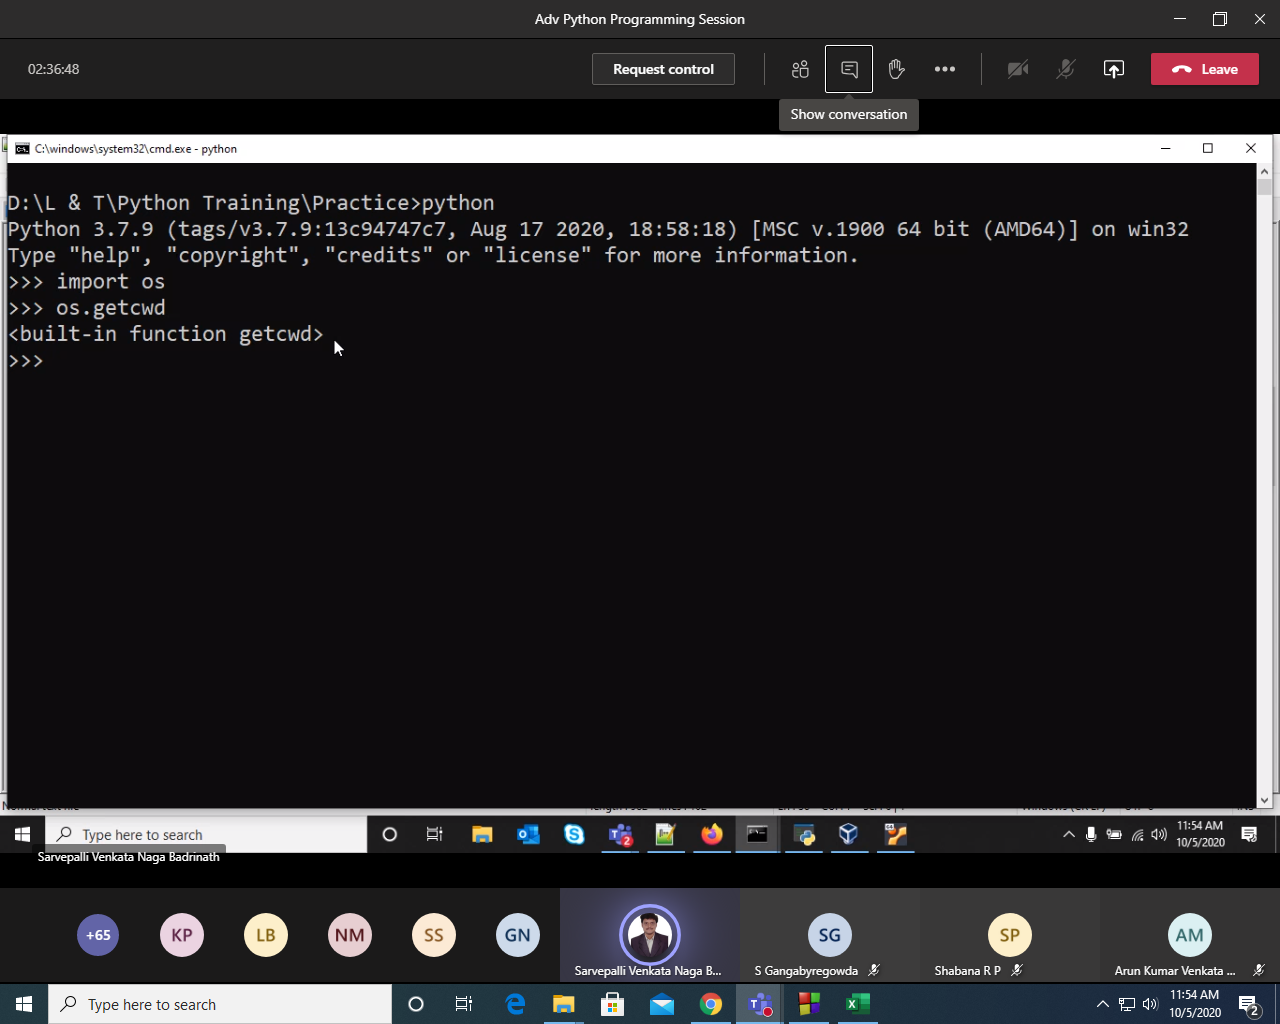 Adv Python Programming Session
02:36:48
Request control
Leave
Show conversation
C:\windows\system32\cmd.exe - python
D:\L & T\Python Training\Practice>python
Python 3.7.9 (tags/v3.7.9:13c94747c7, Aug 17 2020, 18:58:18) [MSC v.1900 64 bit (AMD64)] on win32
Type "help", "copyright", "credits" or "license" for more information.
>>> import os
>>> os.getcwd
<built-in function getcwd>
>>>
Type here to search
2
11:54 AM
10/5/2020
Sarvepalli Venkata Naga Badrinath
+65
KP
LB
NM
SS
GN
SG
SP
AM
Sarvepalli Venkata Naga B...
S Gangabyregowda
Shabana R P
Arun Kumar Venkata ...
Type here to search
11:54 AM
10/5/2020
2